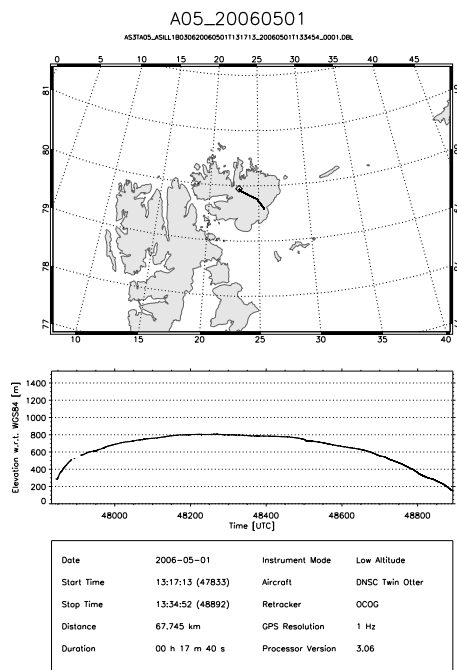 A05_20060501
AS3TA05_ASILL1B030620060501T131713_20060501T133454_0001.DBL
0 5 10 15 20 25 30 35 40 45
81 80 79 78 77
10 15 20 25 30 35 40
Elevation w.r.t. WGS84 [m]
1400
1200
1000
800
600
400
200
0
48000 48200 48400 48600 48800
Time [UTC]
Date 2006-05-01 Instrument Mode Low Altitude
Start Time 13:17:13 (47833) Aircraft DNSC Twin Otter
Stop Time 13:34:52 (48892) Retracker OCOG
Distance 67.745 km GPS Resolution 1 Hz
Duration 00 h 17 m 40 s Processor Version 3.06